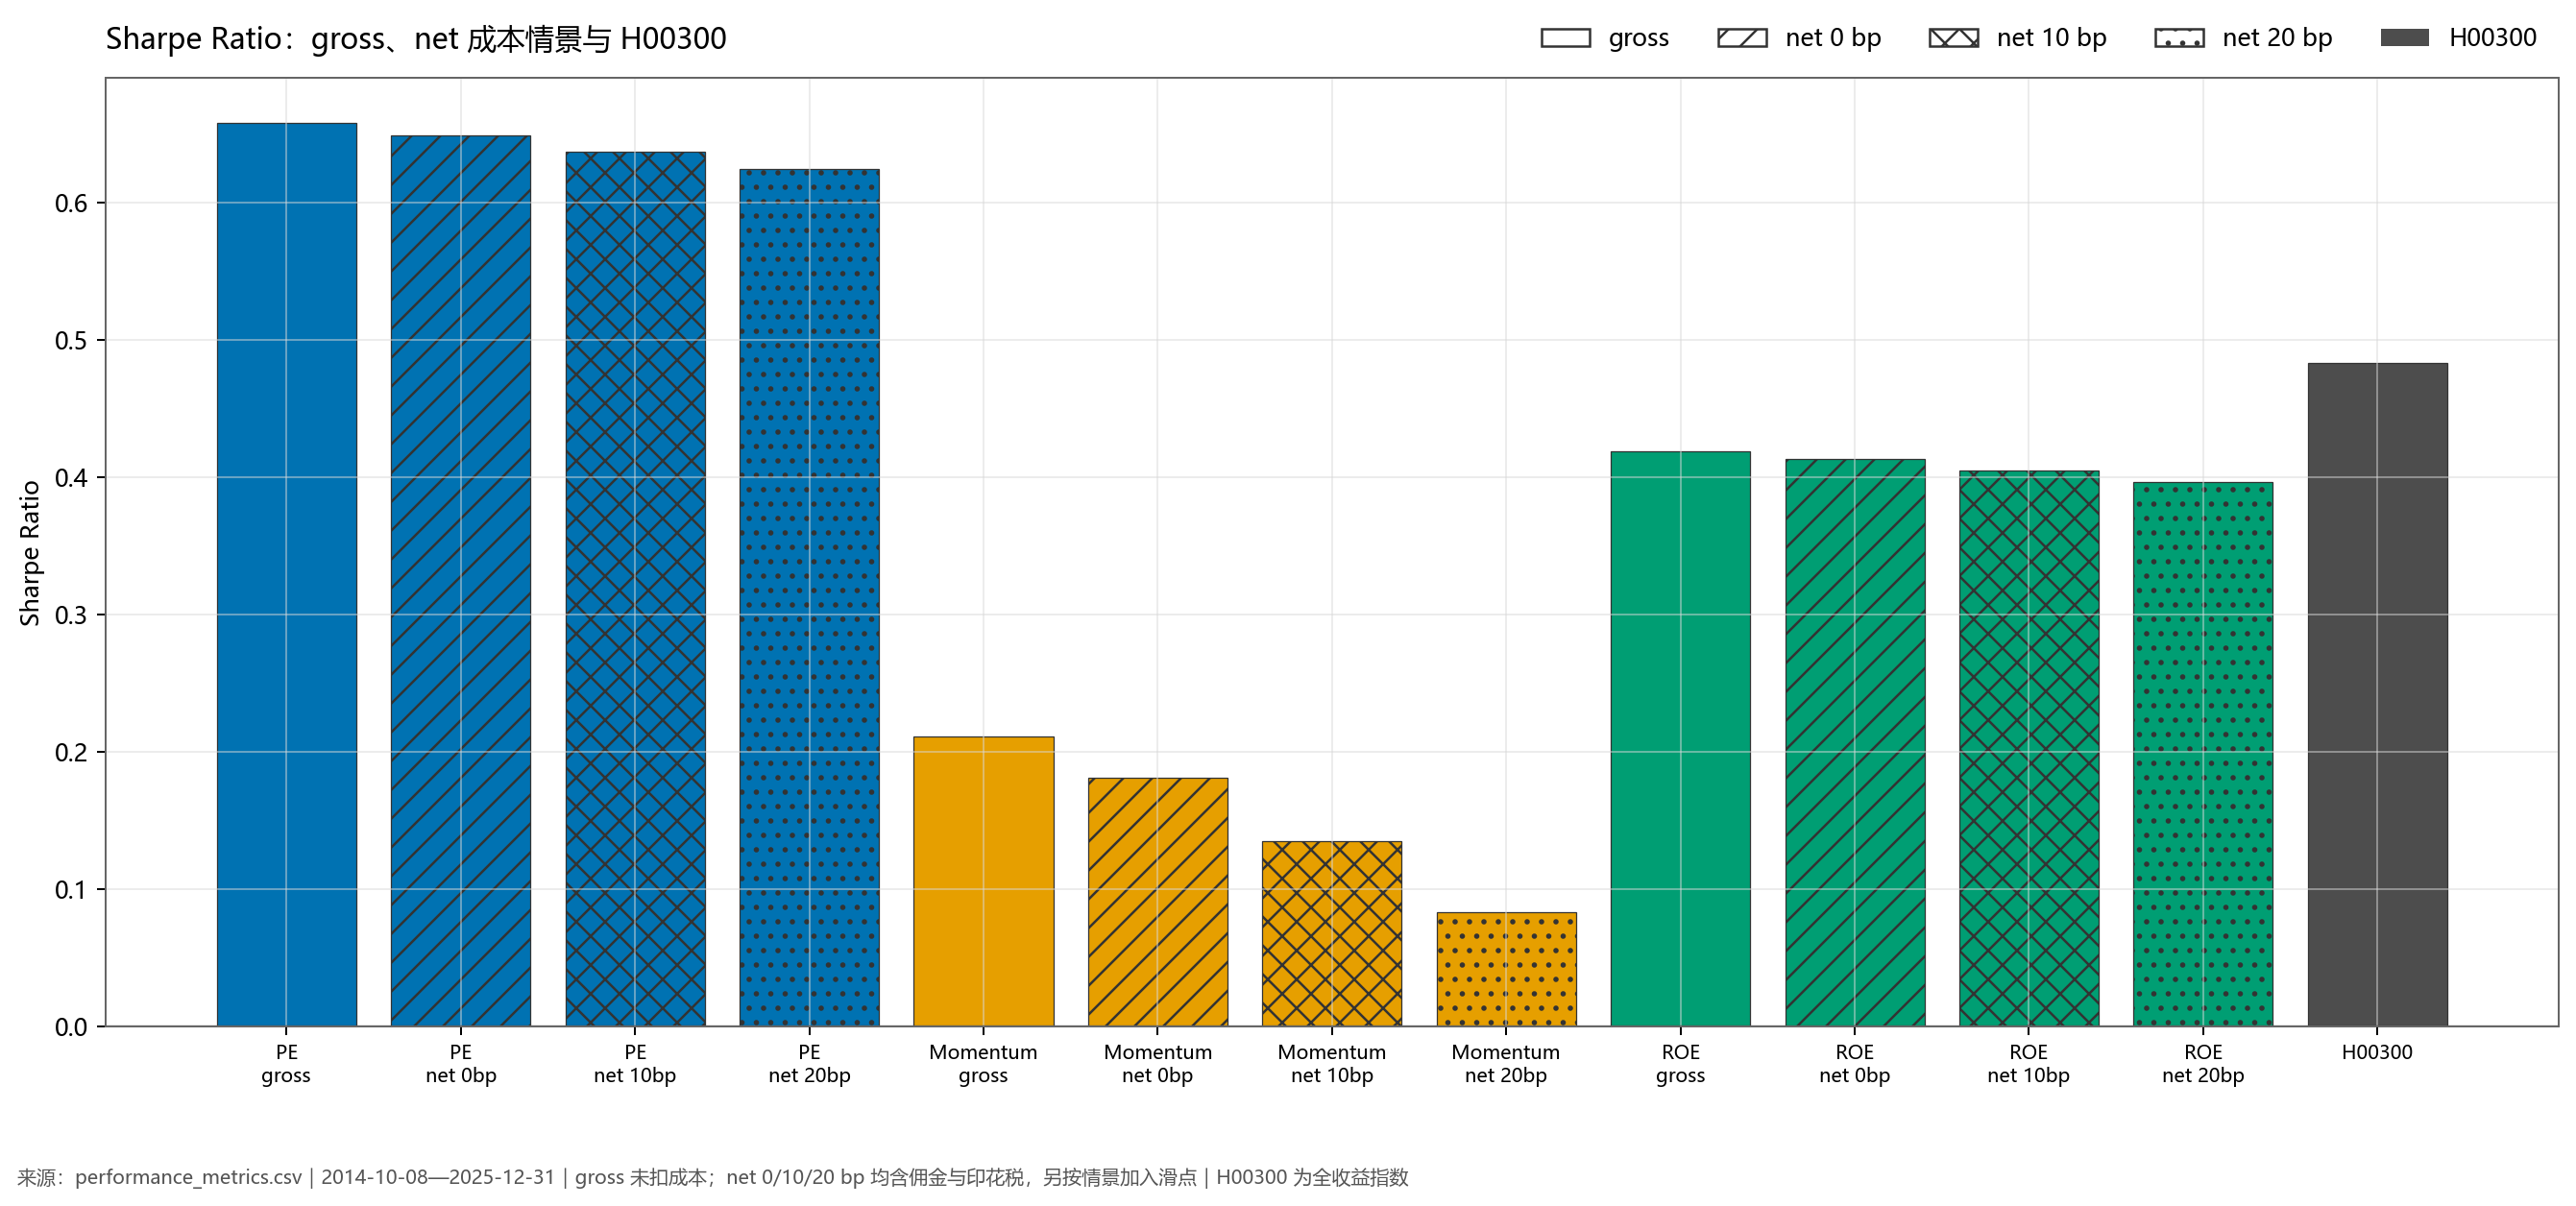 Sharpe Ratio：gross、net 成本情景与 H00300
gross
net 0 bp
net 10 bp
net 20 bp
H00300
Sharpe Ratio
0.6
0.5
0.4
0.3
0.2
0.1
0.0
PE
gross
PE
net 0bp
PE
net 10bp
PE
net 20bp
Momentum
gross
Momentum
net 0bp
Momentum
net 10bp
Momentum
net 20bp
ROE
gross
ROE
net 0bp
ROE
net 10bp
ROE
net 20bp
H00300
来源：performance_metrics.csv | 2014-10-08—2025-12-31 | gross 未扣成本；net 0/10/20 bp 均含佣金与印花税，另按情景加入滑点 | H00300 为全收益指数